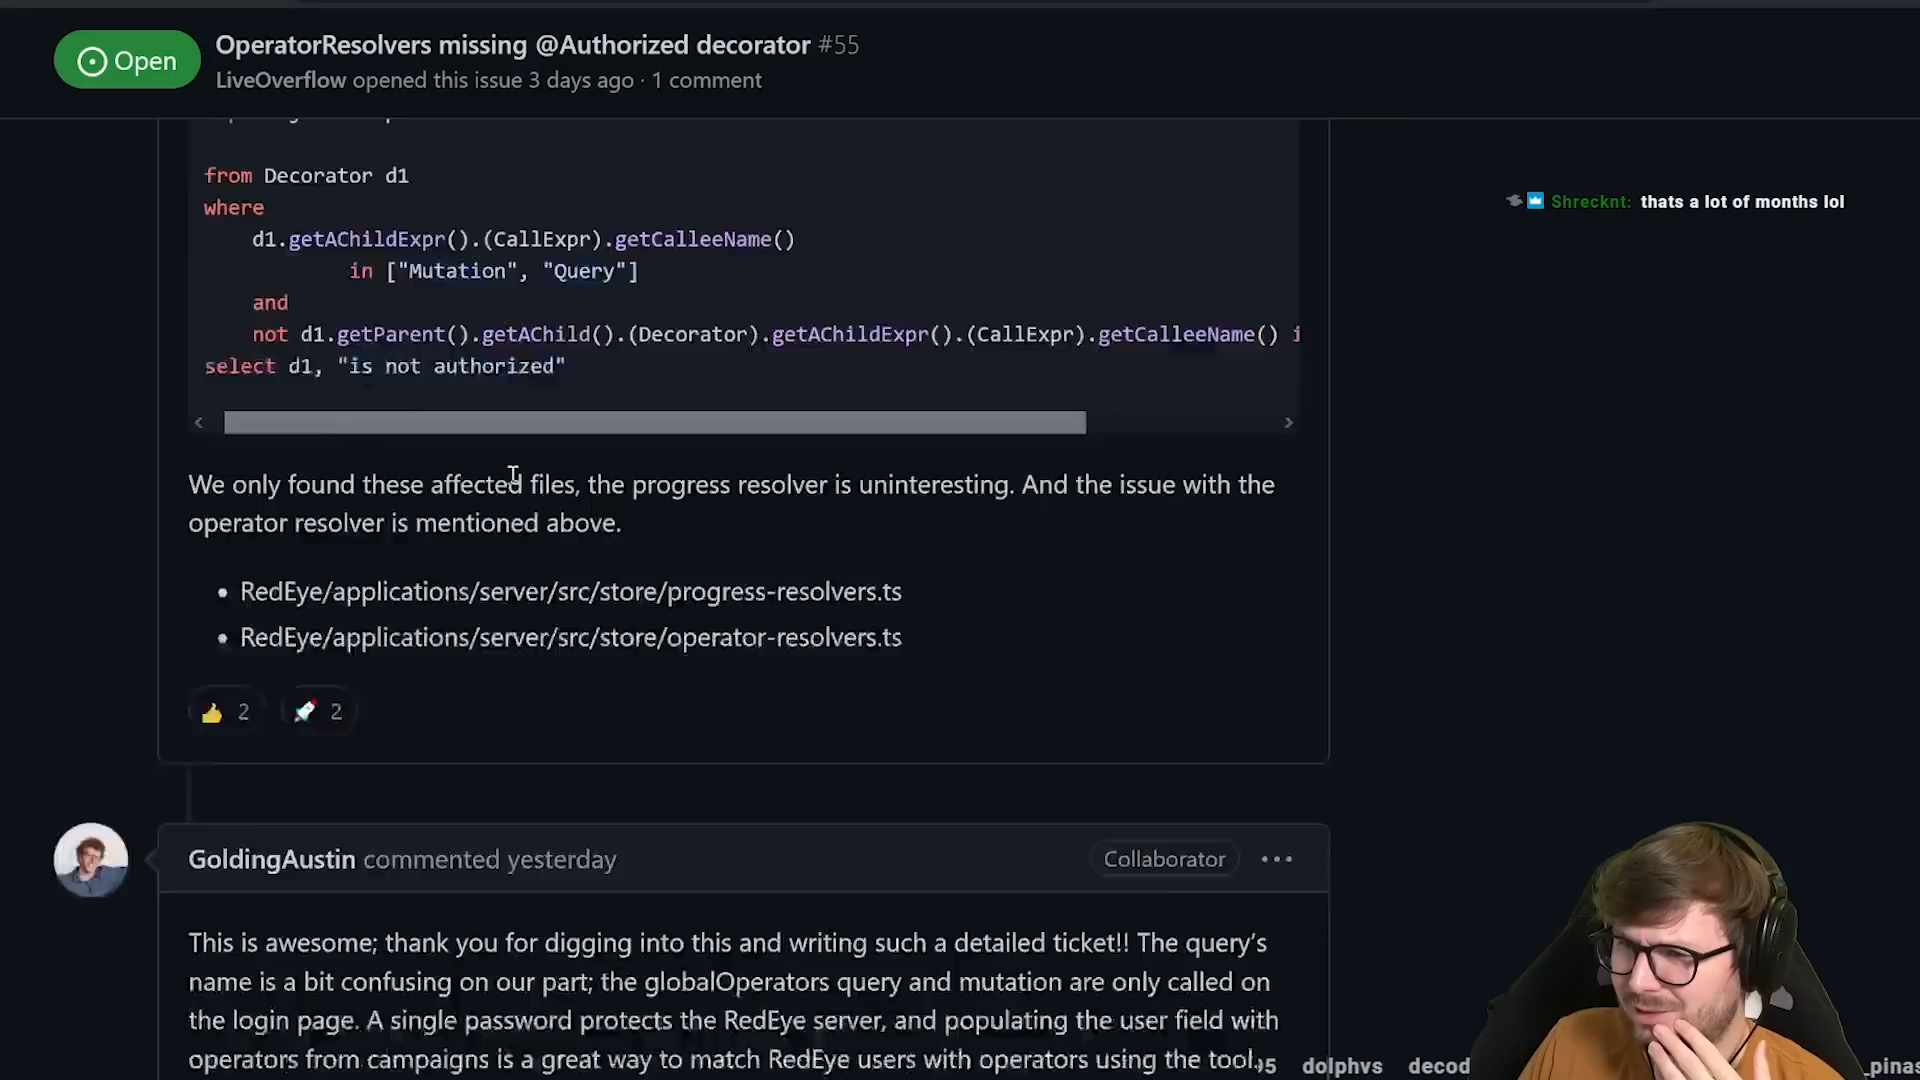 Open
OperatorResolvers missing @Authorized decorator #55
LiveOverflow opened this issue 3 days ago · 1 comment
from Decorator d1
where
d1.getAChildExpr().(CallExpr).getCalleeName()
in ["Mutation", "Query"]
and
not d1.getParent().getAChild().(Decorator).getAChildExpr().(CallExpr).getCalleeName() i
select d1, "is not authorized"
We only found these affected files, the progress resolver is uninteresting. And the issue with the
operator resolver is mentioned above.
• RedEye/applications/server/src/store/progress-resolvers.ts
• RedEye/applications/server/src/store/operator-resolvers.ts
👍 2 🚀 2
GoldingAustin commented yesterday
Collaborator ···
This is awesome; thank you for digging into this and writing such a detailed ticket!! The query's
name is a bit confusing on our part; the globalOperators query and mutation are only called on
the login page. A single password protects the RedEye server, and populating the user field with
operators from campaigns is a great way to match RedEye users with operators using the tool.
Shrecknt: thats a lot of months lol
5 dolphvs decod _pinas